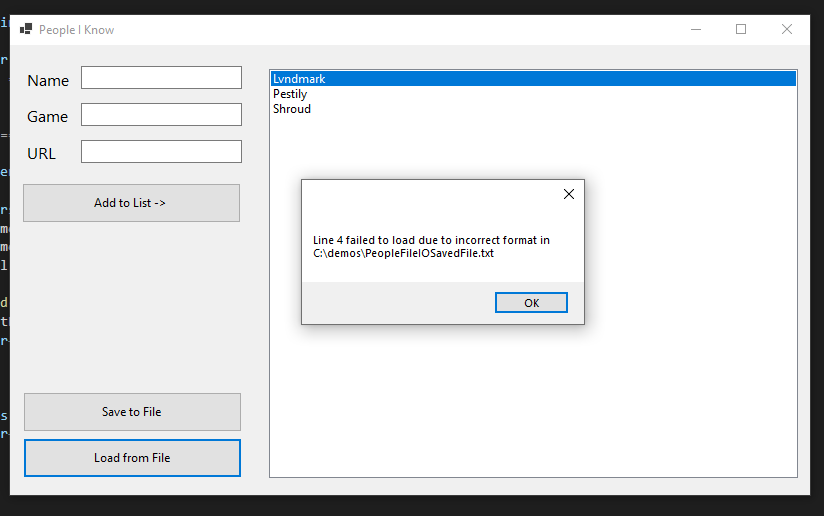 People I Know
Name
Game
URL
Add to List ->
Lvndmark
Pestily
Shroud
Line 4 failed to load due to incorrect format in
C:\demos\PeopleFileIOSavedFile.txt
OK
Save to File
Load from File